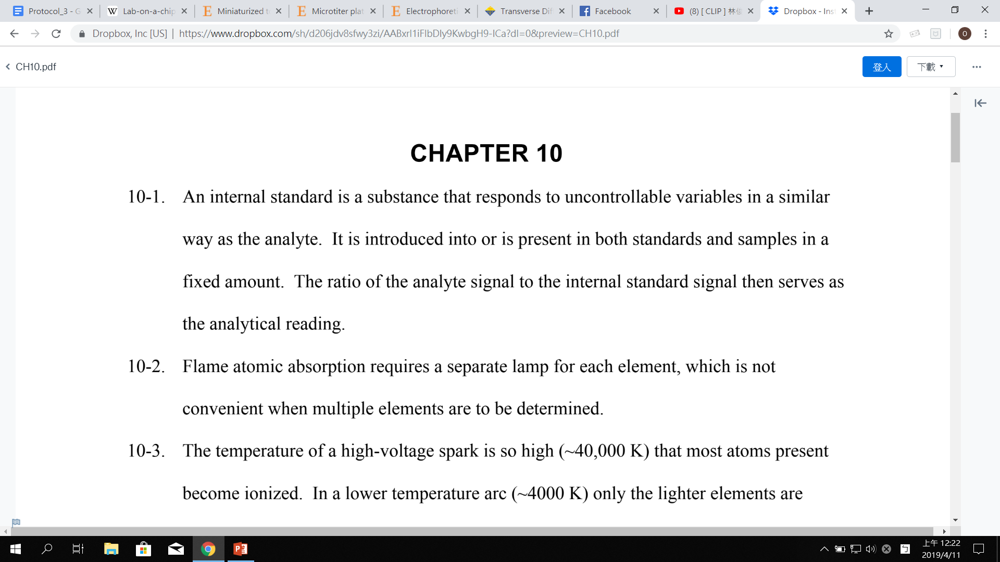 Protocol_3 - G
Lab-on-a-chip
Miniaturized t
Microtiter plat
Electrophoreti
Transverse Dif
Facebook
(8) [ CLIP ] 林俊
Dropbox - Inst
Dropbox, Inc [US] | https://www.dropbox.com/sh/d206jdv8sfwy3zi/AABxrl1iFIbDIy9KwbgH9-ICa?dl=0&preview=CH10.pdf
O
CH10.pdf
登入
下載
CHAPTER 10
10-1. An internal standard is a substance that responds to uncontrollable variables in a similar
way as the analyte. It is introduced into or is present in both standards and samples in a
fixed amount. The ratio of the analyte signal to the internal standard signal then serves as
the analytical reading.
10-2. Flame atomic absorption requires a separate lamp for each element, which is not
convenient when multiple elements are to be determined.
10-3. The temperature of a high-voltage spark is so high (~40,000 K) that most atoms present
become ionized. In a lower temperature arc (~4000 K) only the lighter elements are
ㄅ
上午 12:22
2019/4/11